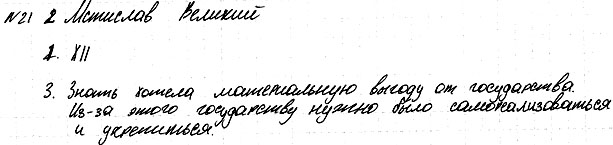 №21 2 Мстислав Великий
1. XII
3. Знать хотела материальную выгоду от государства.
Из-за этого государству нужно было
и укрепиться.